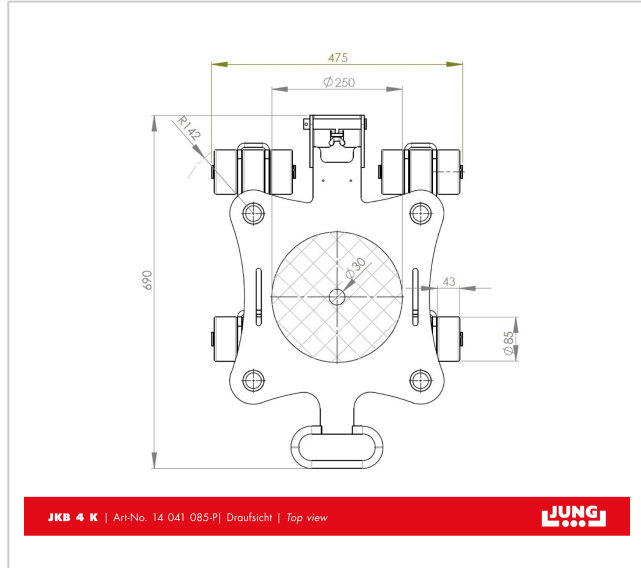 475
Ø250
R142
690
Ø30
43
Ø85
JKB 4 K | Art-No. 14 041 085-P| Draufsicht | Top view
JUNG